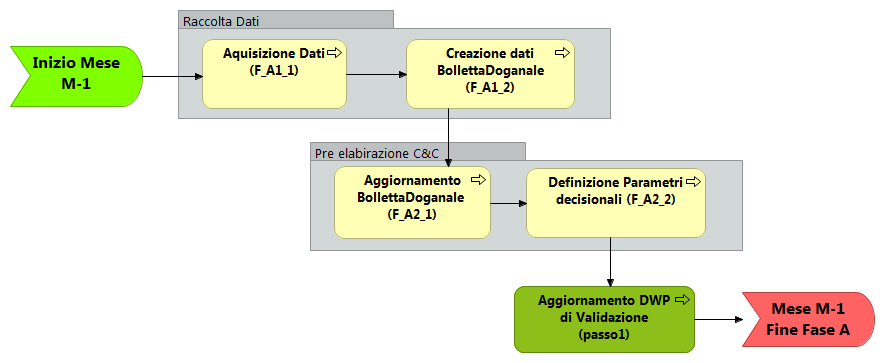 Raccolta Dati
Inizio Mese
M-1
Aquisizione Dati
(F_A1_1)
Creazione dati
BollettaDoganale
(F_A1_2)
Pre elabirazione C&C
Aggiornamento
BollettaDoganale
(F_A2_1)
Definizione Parametri
decisionali (F_A2_2)
Aggiornamento DWP
di Validazione
(passo1)
Mese M-1
Fine Fase A